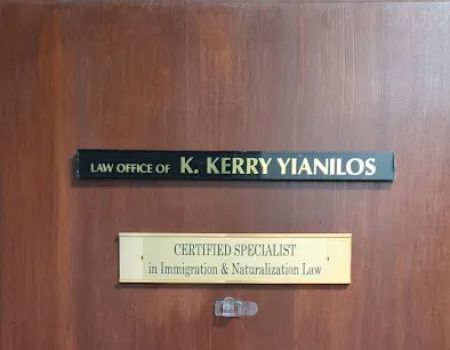 LAW OFFICE OF K. KERRY YIANILOS
CERTIFIED SPECIALIST
in Immigration & Naturalization Law